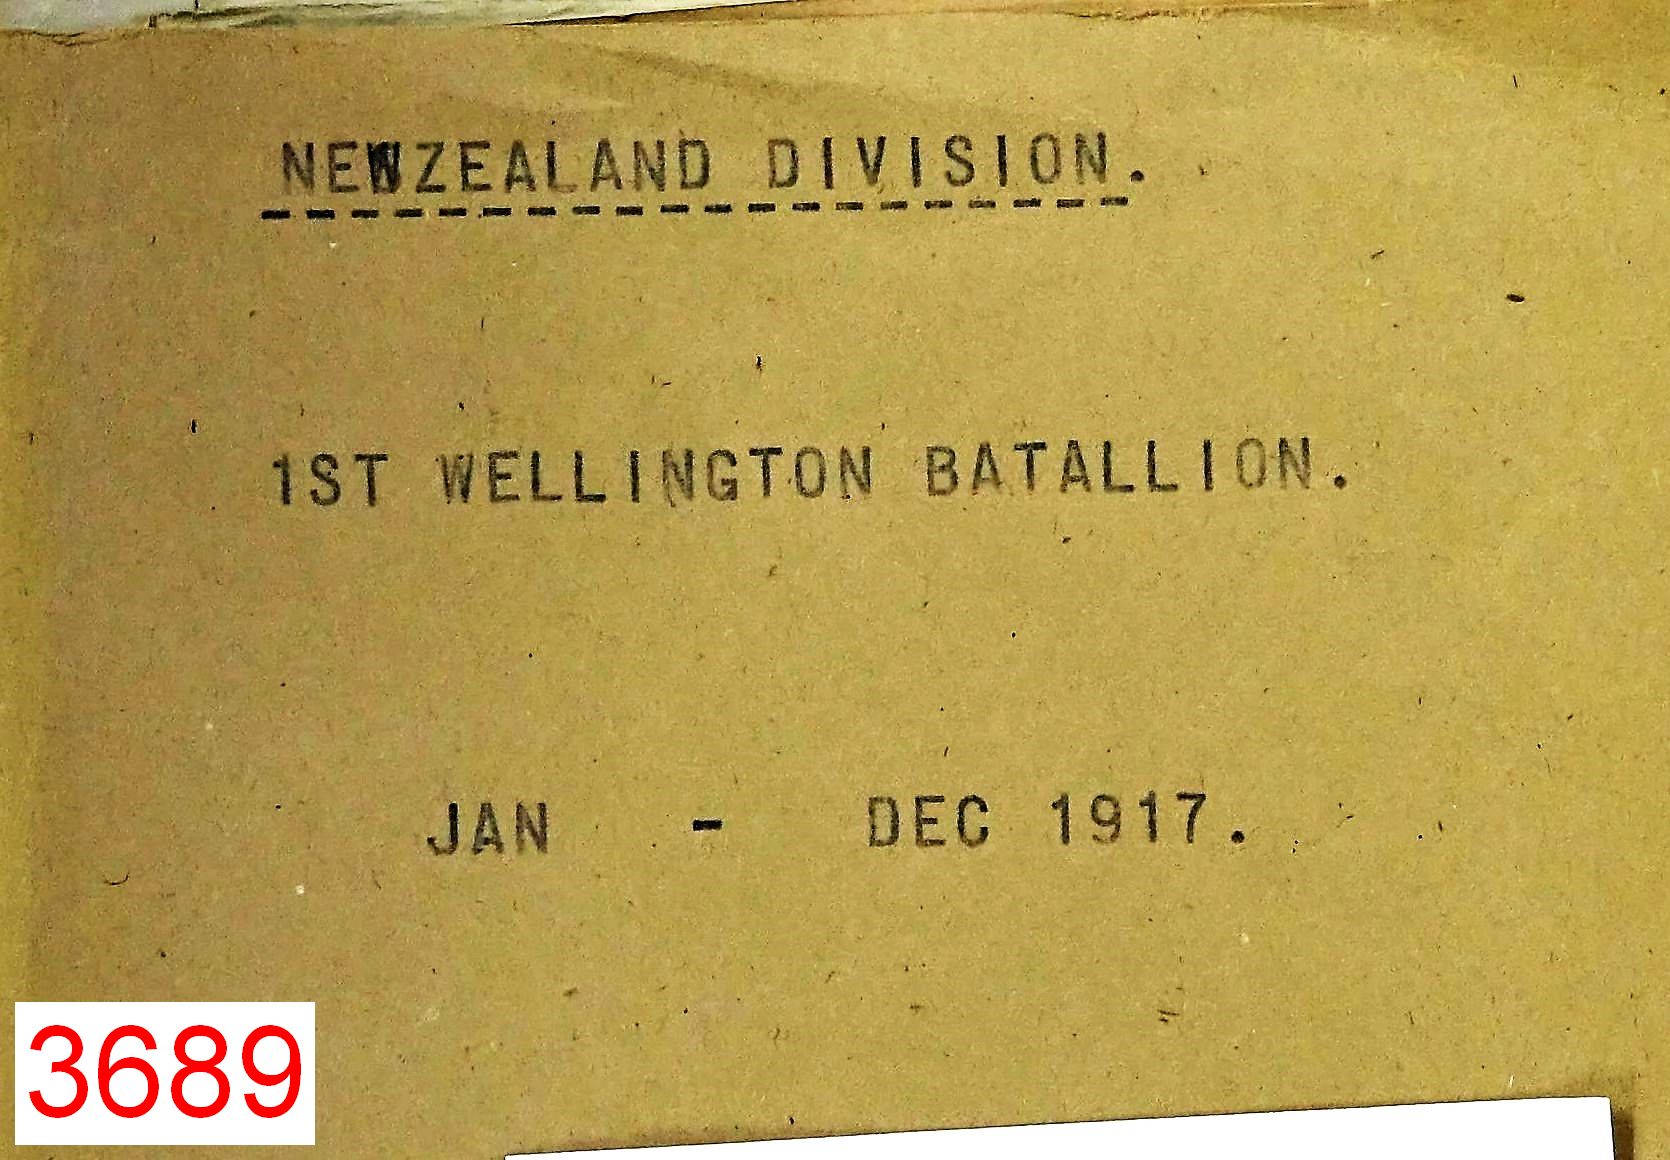 NEWZEALAND DIVISION.
--------------------
1ST WELLINGTON BATALLION.
JAN - DEC 1917.
3689